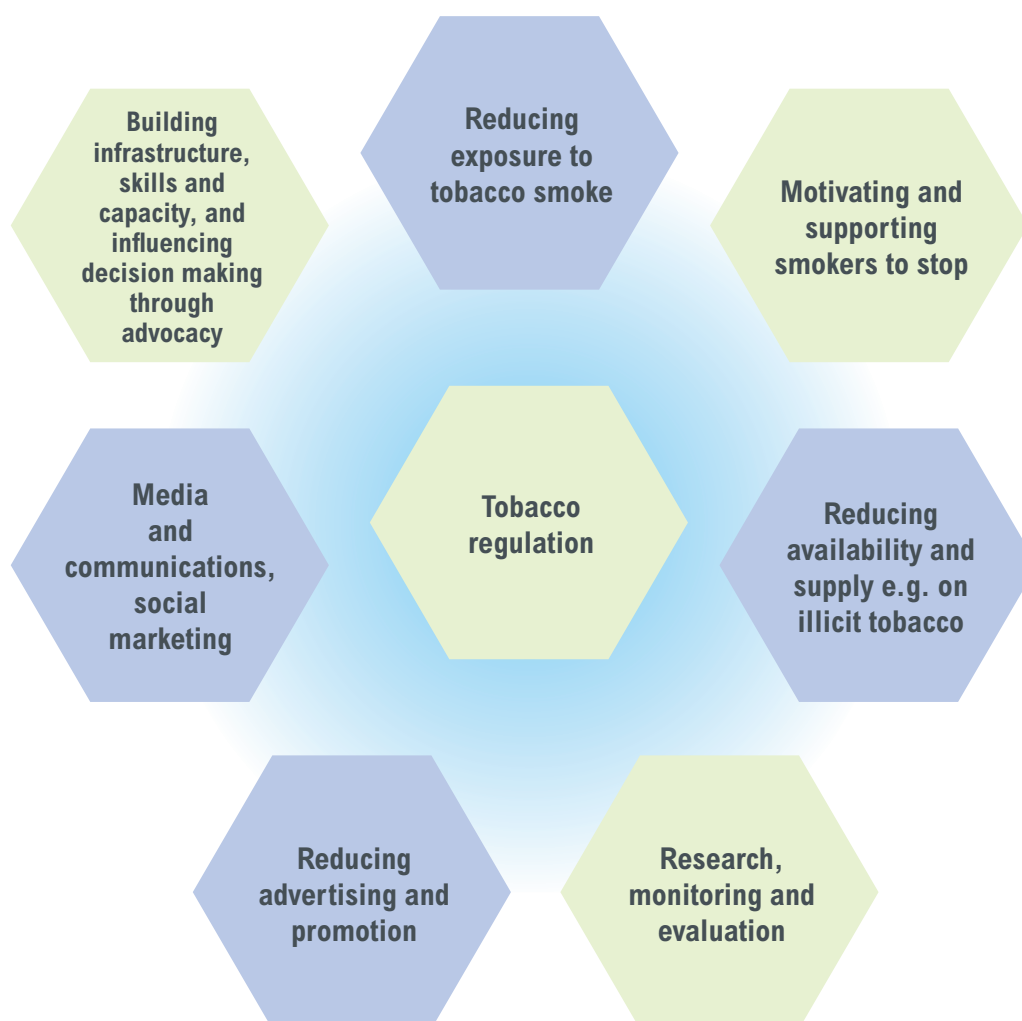 Building
infrastructure,
skills and
capacity, and
influencing
decision making
through
advocacy
Reducing
exposure to
tobacco smoke
Motivating and
supporting
smokers to stop
Media
and
communications,
social
marketing
Tobacco
regulation
Reducing
availability and
supply e.g. on
illicit tobacco
Reducing
advertising and
promotion
Research,
monitoring and
evaluation